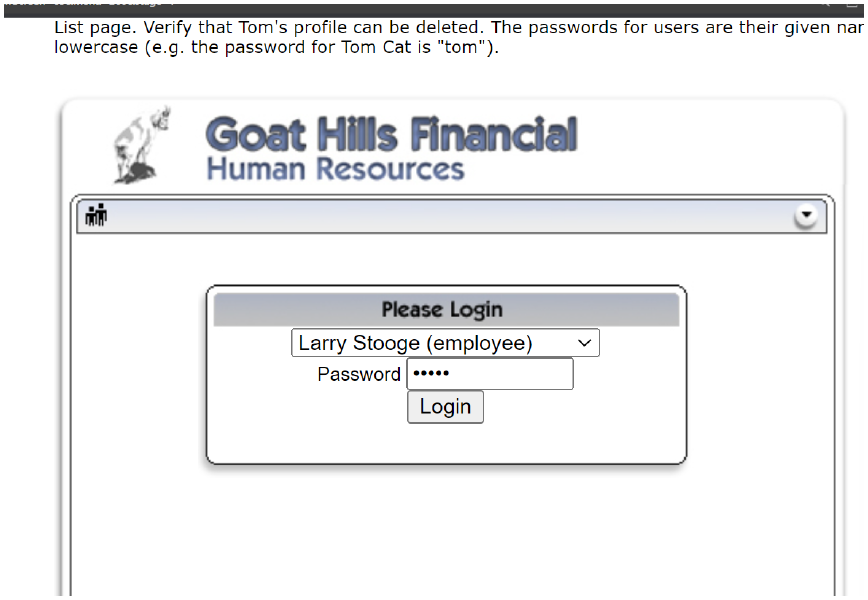 List page. Verify that Tom's profile can be deleted. The passwords for users are their given
lowercase (e.g. the password for Tom Cat is "tom").
Goat Hills Financial
Human Resources
Please Login
Larry Stooge (employee)
Password •••••
Login